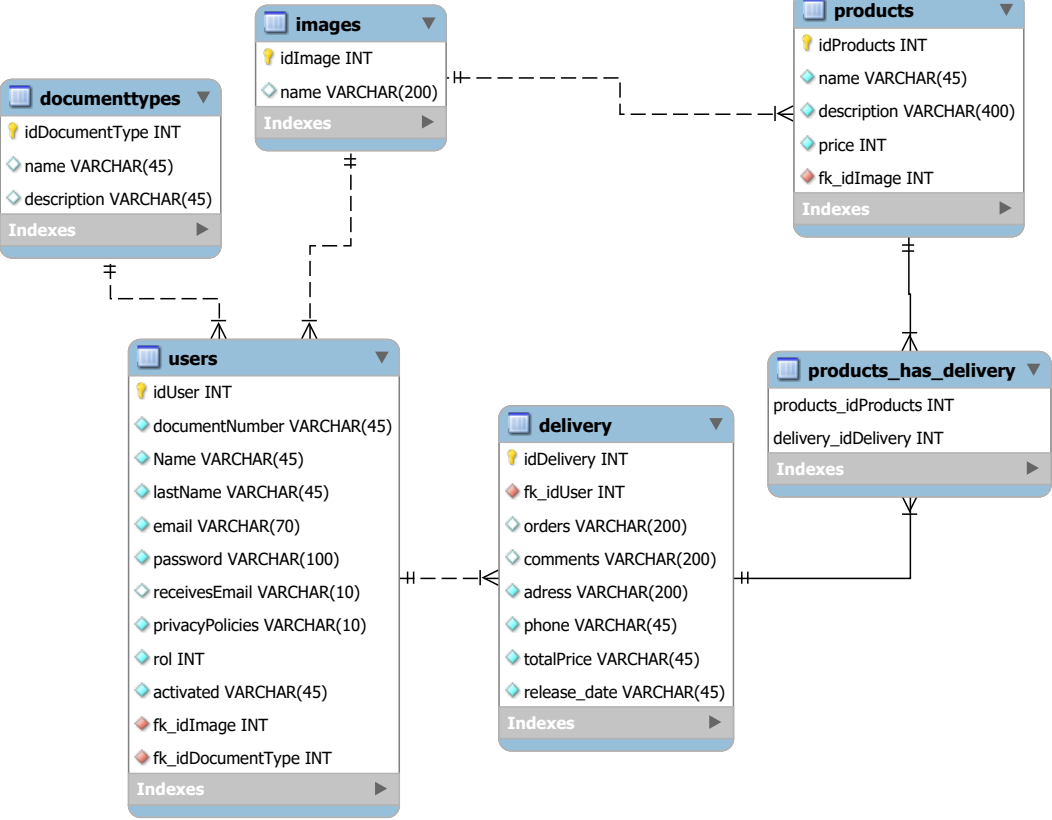 images
idImage INT
name VARCHAR(200)
Indexes
products
idProducts INT
name VARCHAR(45)
description VARCHAR(400)
price INT
fk_idImage INT
Indexes
documenttypes
idDocumentType INT
name VARCHAR(45)
description VARCHAR(45)
Indexes
users
idUser INT
documentNumber VARCHAR(45)
Name VARCHAR(45)
lastName VARCHAR(45)
email VARCHAR(70)
password VARCHAR(100)
receivesEmail VARCHAR(10)
privacyPolicies VARCHAR(10)
rol INT
activated VARCHAR(45)
fk_idImage INT
fk_idDocumentType INT
Indexes
delivery
idDelivery INT
fk_idUser INT
orders VARCHAR(200)
comments VARCHAR(200)
adress VARCHAR(200)
phone VARCHAR(45)
totalPrice VARCHAR(45)
release_date VARCHAR(45)
Indexes
products_has_delivery
products_idProducts INT
delivery_idDelivery INT
Indexes